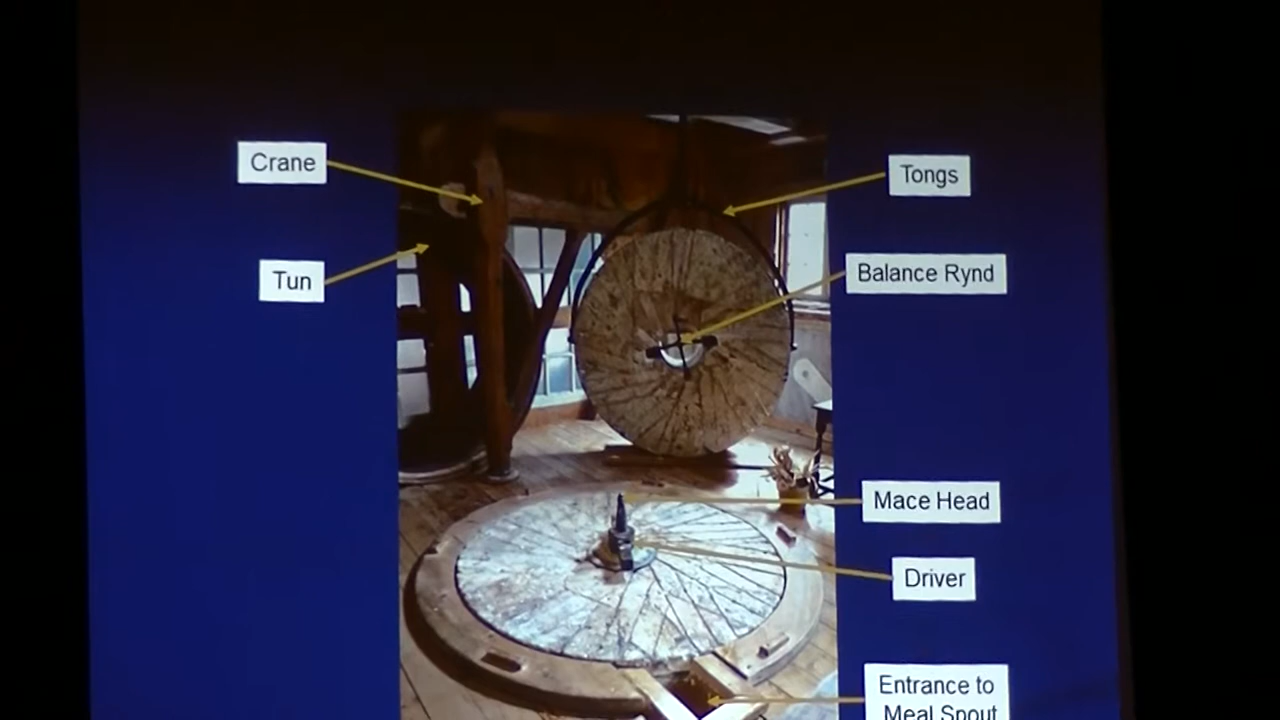 Crane
Tongs
Tun
Balance Rynd
Mace Head
Driver
Entrance to
Meal Spout